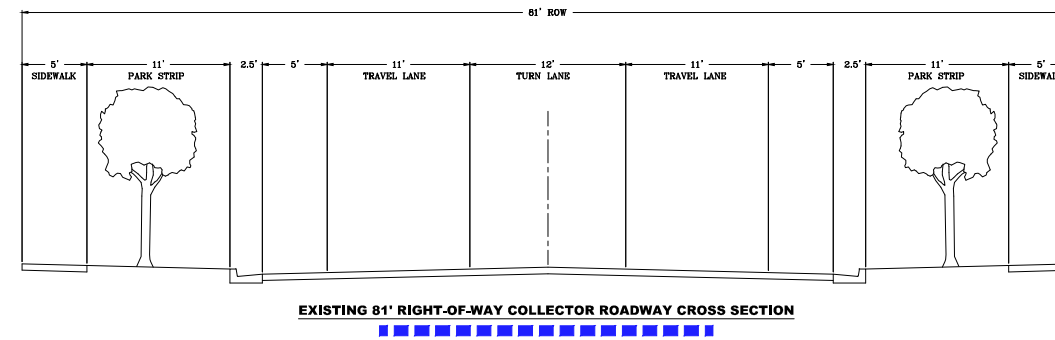 81' ROW
5' 11' 2.5' 5' 11' 12' 11' 5' 2.5' 11' 5'
SIDEWALK PARK STRIP TRAVEL LANE TURN LANE TRAVEL LANE PARK STRIP SIDEWAL
EXISTING 81' RIGHT-OF-WAY COLLECTOR ROADWAY CROSS SECTION